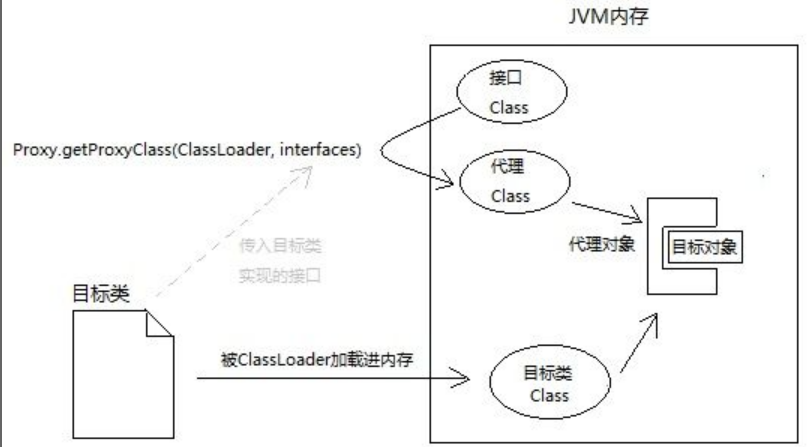 JVM内存
接口
Class
Proxy.getProxyClass(ClassLoader, interfaces)
代理
Class
代理对象
目标对象
传入目标类
实现的接口
目标类
被ClassLoader加载进内存
目标类
Class